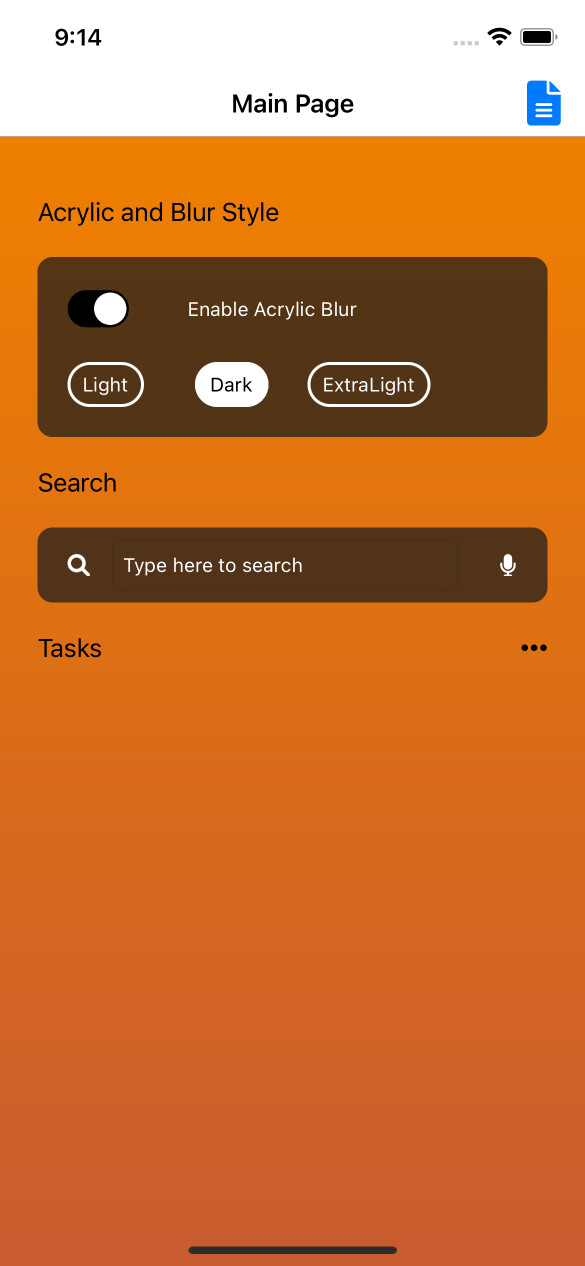 9:14
Main Page
Acrylic and Blur Style
Enable Acrylic Blur
Light Dark ExtraLight
Search
Type here to search
Tasks